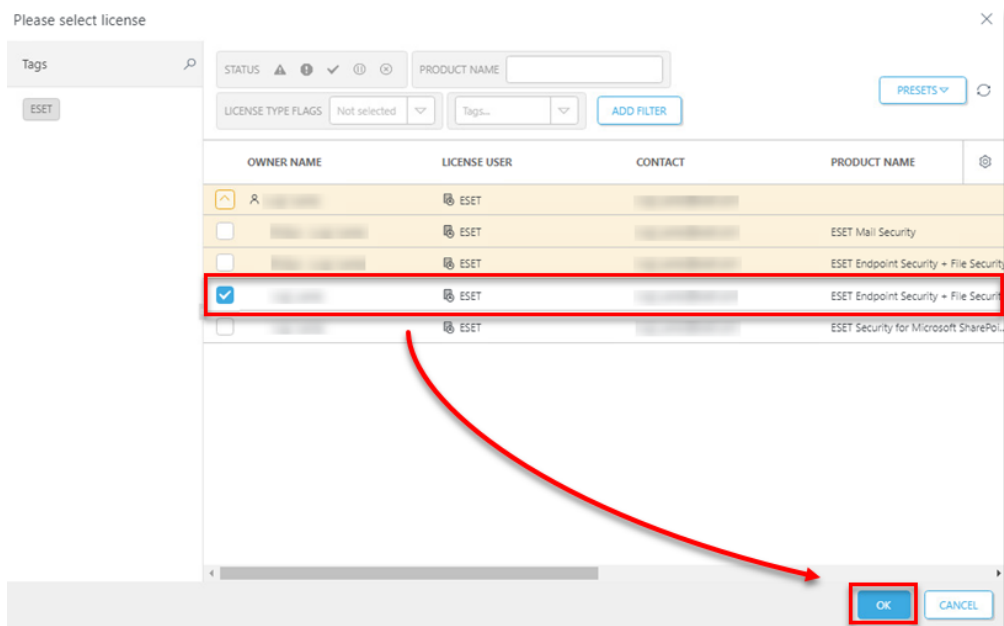 Please select license
Tags
ESET
STATUS
PRODUCT NAME
PRESETS
LICENSE TYPE FLAGS Not selected
Tags...
ADD FILTER
OWNER NAME LICENSE USER CONTACT PRODUCT NAME
ESET
ESET ESET Mail Security
ESET ESET Endpoint Security + File Security
ESET ESET Endpoint Security + File Securit
ESET ESET Security for Microsoft SharePoi...
OK CANCEL